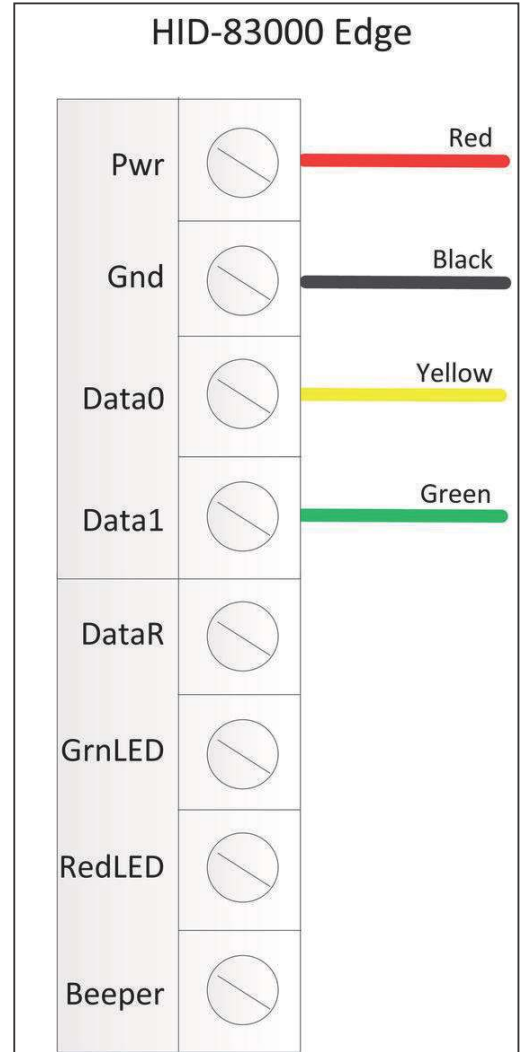 HID-83000 Edge
Pwr
Red
Gnd
Black
Data0
Yellow
Data1
Green
DataR
GrnLED
RedLED
Beeper